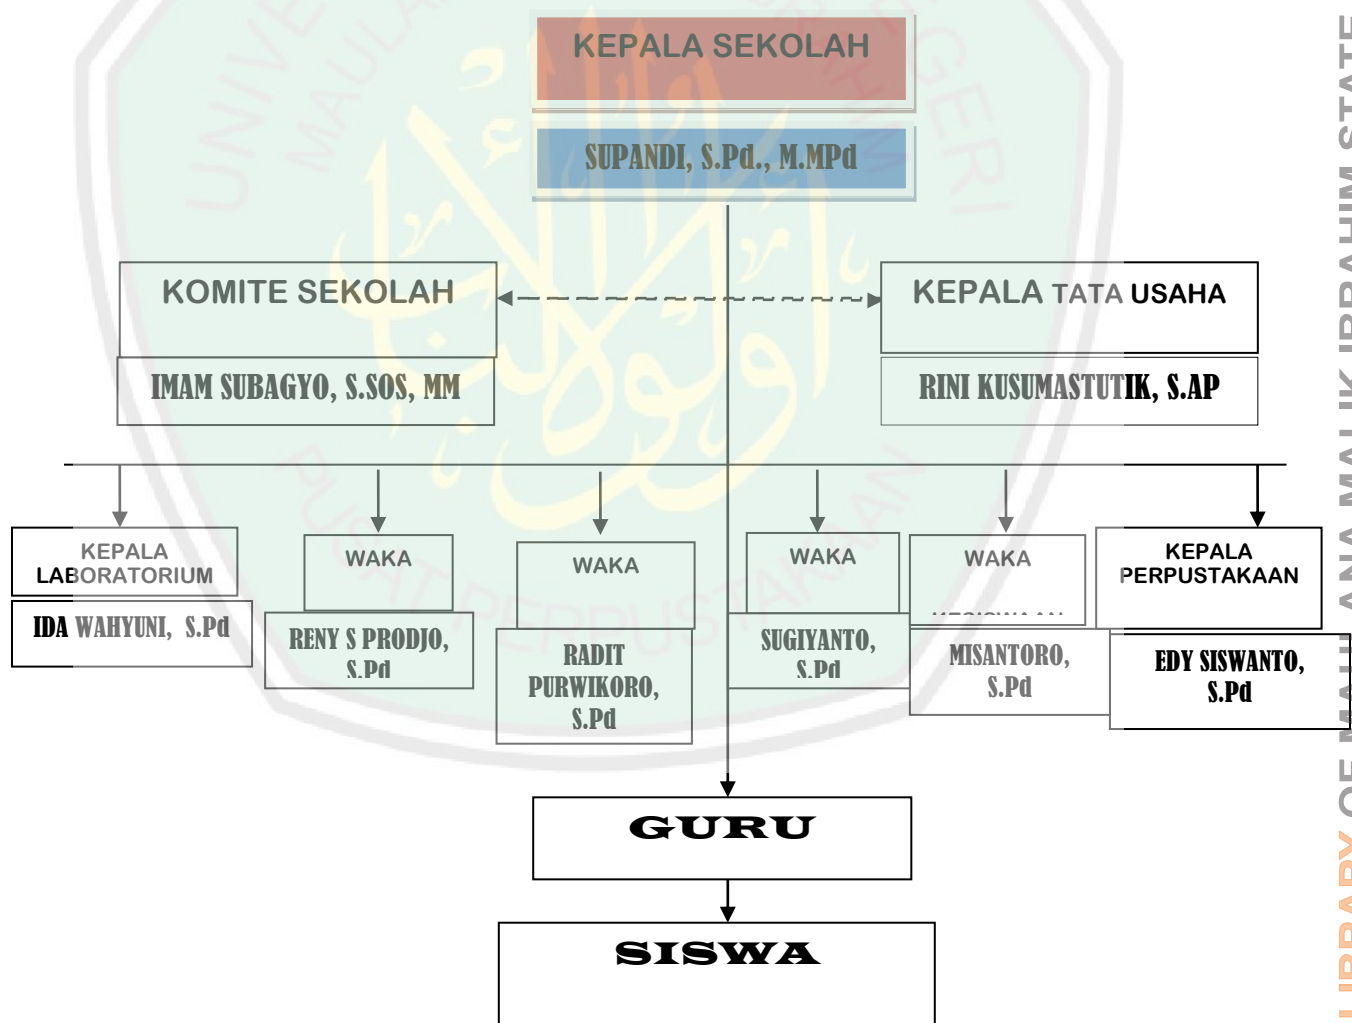 KEPALA SEKOLAH
SUPANDI, S.Pd., M.MPd
KOMITE SEKOLAH
IMAM SUBAGYO, S.SOS, MM
KEPALA TATA USAHA
RINI KUSUMASTUTIK, S.AP
KEPALA
LABORATORIUM
IDA WAHYUNI, S.Pd
WAKA
RENY S PRODJO,
S.Pd
WAKA
RADIT
PURWIKORO,
S.Pd
WAKA
SUGIYANTO,
S.Pd
WAKA
MISANTORO,
S.Pd
KEPALA
PERPUSTAKAAN
EDY SISWANTO,
S.Pd
GURU
SISWA
PUSAT PERPUSTAKAAN
LIBRARY OF MAULANA MALIK IBRAHIM STATE